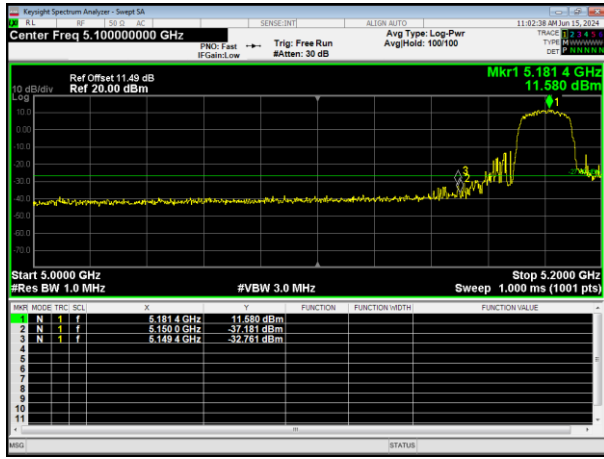 Keysight Spectrum Analyzer - Swept SA
RL RF 50 Ω AC SENSE:INT ALIGN AUTO 11:02:38 AM Jun 15, 2024
Center Freq 5.100000000 GHz
PNO: Fast
IFGain:Low
Trig: Free Run
#Atten: 30 dB
Avg Type: Log-Pwr
Avg|Hold: 100/100
TRACE 1 2 3 4 5 6
TYPE M WWWWW
DET P N N N N N
Ref Offset 11.49 dB
Ref 20.00 dBm
10 dB/div
Log
Mkr1 5.181 4 GHz
11.580 dBm
10.0
0.00
-10.0
-20.0
-30.0
-40.0
-50.0
-60.0
-70.0
1
3
2
Start 5.0000 GHz
Stop 5.2000 GHz
#Res BW 1.0 MHz
#VBW 3.0 MHz
Sweep 1.000 ms (1001 pts)
MKR MODE TRC SCL X Y FUNCTION FUNCTION WIDTH FUNCTION VALUE
1 N 1 f 5.181 4 GHz 11.580 dBm
2 N 1 f 5.150 0 GHz -37.181 dBm
3 N 1 f 5.149 4 GHz -32.761 dBm
4
5
6
7
8
9
10
11
MSG STATUS